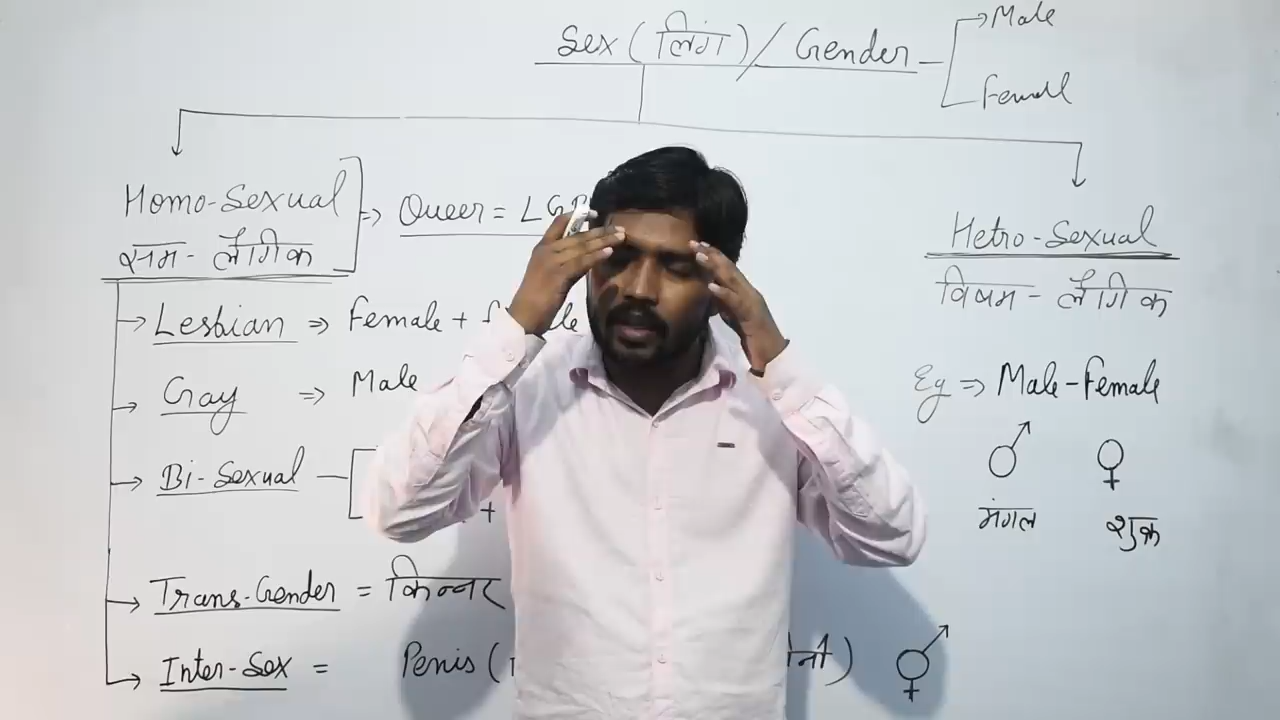 Sex (लिंग) / Gender
Male
Female
Homo-Sexual
सम-लैंगिक
=> Queer = LG
Hetro-Sexual
विषम-लैंगिक
Lesbian => Female +
Gay => Male
Bi-Sexual
+
Trans-Gender = किन्नर
Inter-Sex = Penis (
)
Eg => Male-Female
♂ ♀
मंगल शुक्र